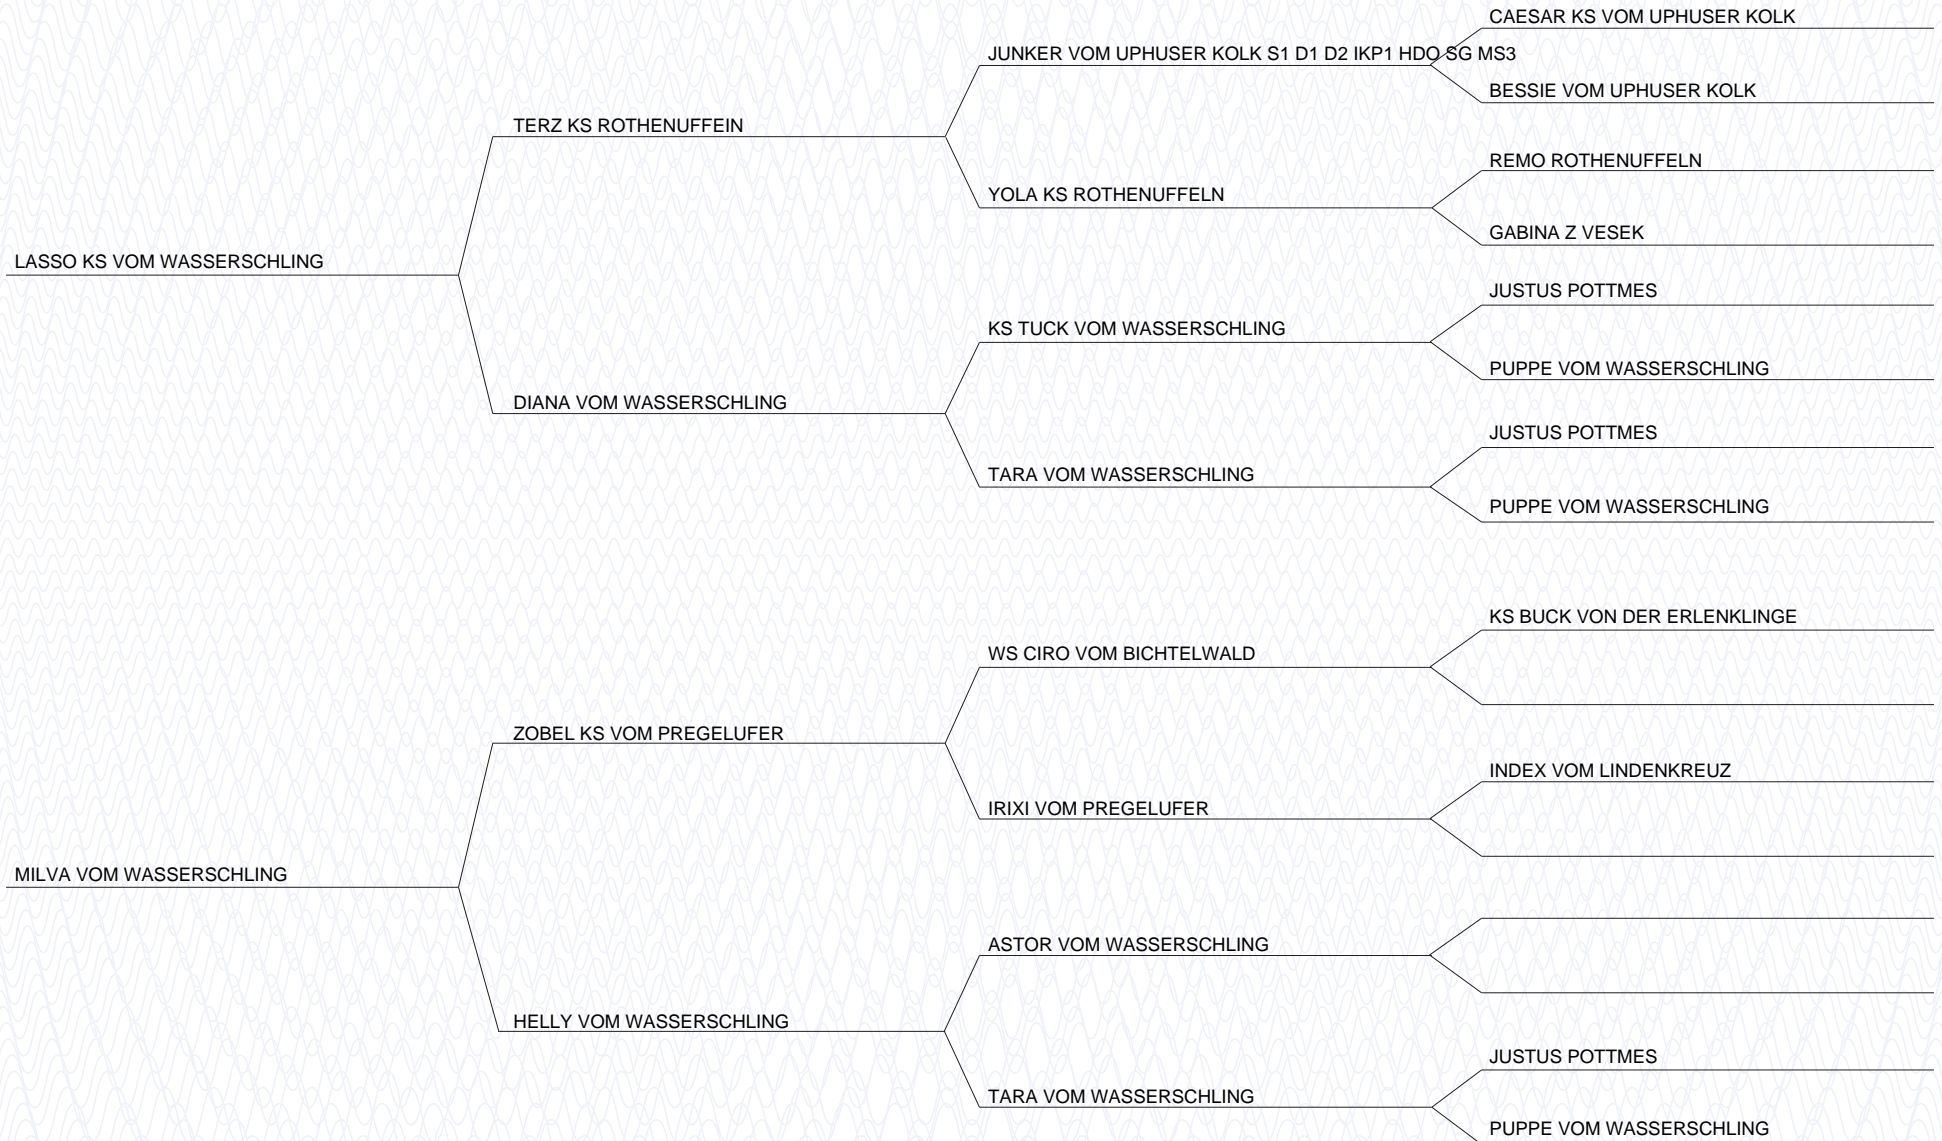 CAESAR KS VOM UPHUSER KOLK
JUNKER VOM UPHUSER KOLK S1 D1 D2 IKP1 HDO SG MS3
BESSIE VOM UPHUSER KOLK
TERZ KS ROTHENUFFEIN
REMO ROTHENUFFELN
YOLA KS ROTHENUFFELN
GABINA Z VESEK
LASSO KS VOM WASSERSCHLING
JUSTUS POTTMES
KS TUCK VOM WASSERSCHLING
PUPPE VOM WASSERSCHLING
DIANA VOM WASSERSCHLING
JUSTUS POTTMES
TARA VOM WASSERSCHLING
PUPPE VOM WASSERSCHLING
KS BUCK VON DER ERLENKLINGE
WS CIRO VOM BICHTELWALD
ZOBEL KS VOM PREGELUFER
INDEX VOM LINDENKREUZ
IRIXI VOM PREGELUFER
MILVA VOM WASSERSCHLING
ASTOR VOM WASSERSCHLING
HELLY VOM WASSERSCHLING
JUSTUS POTTMES
TARA VOM WASSERSCHLING
PUPPE VOM WASSERSCHLING